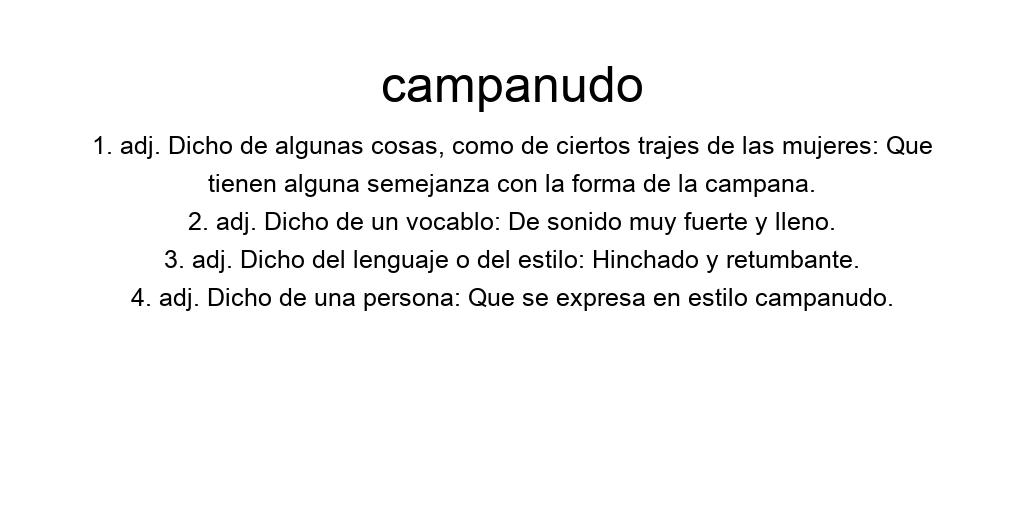 campanudo
1. adj. Dicho de algunas cosas, como de ciertos trajes de las mujeres: Que
tienen alguna semejanza con la forma de la campana.
2. adj. Dicho de un vocablo: De sonido muy fuerte y lleno.
3. adj. Dicho del lenguaje o del estilo: Hinchado y retumbante.
4. adj. Dicho de una persona: Que se expresa en estilo campanudo.